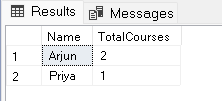 Results Messages
Name TotalCourses
1 Arjun 2
2 Priya 1